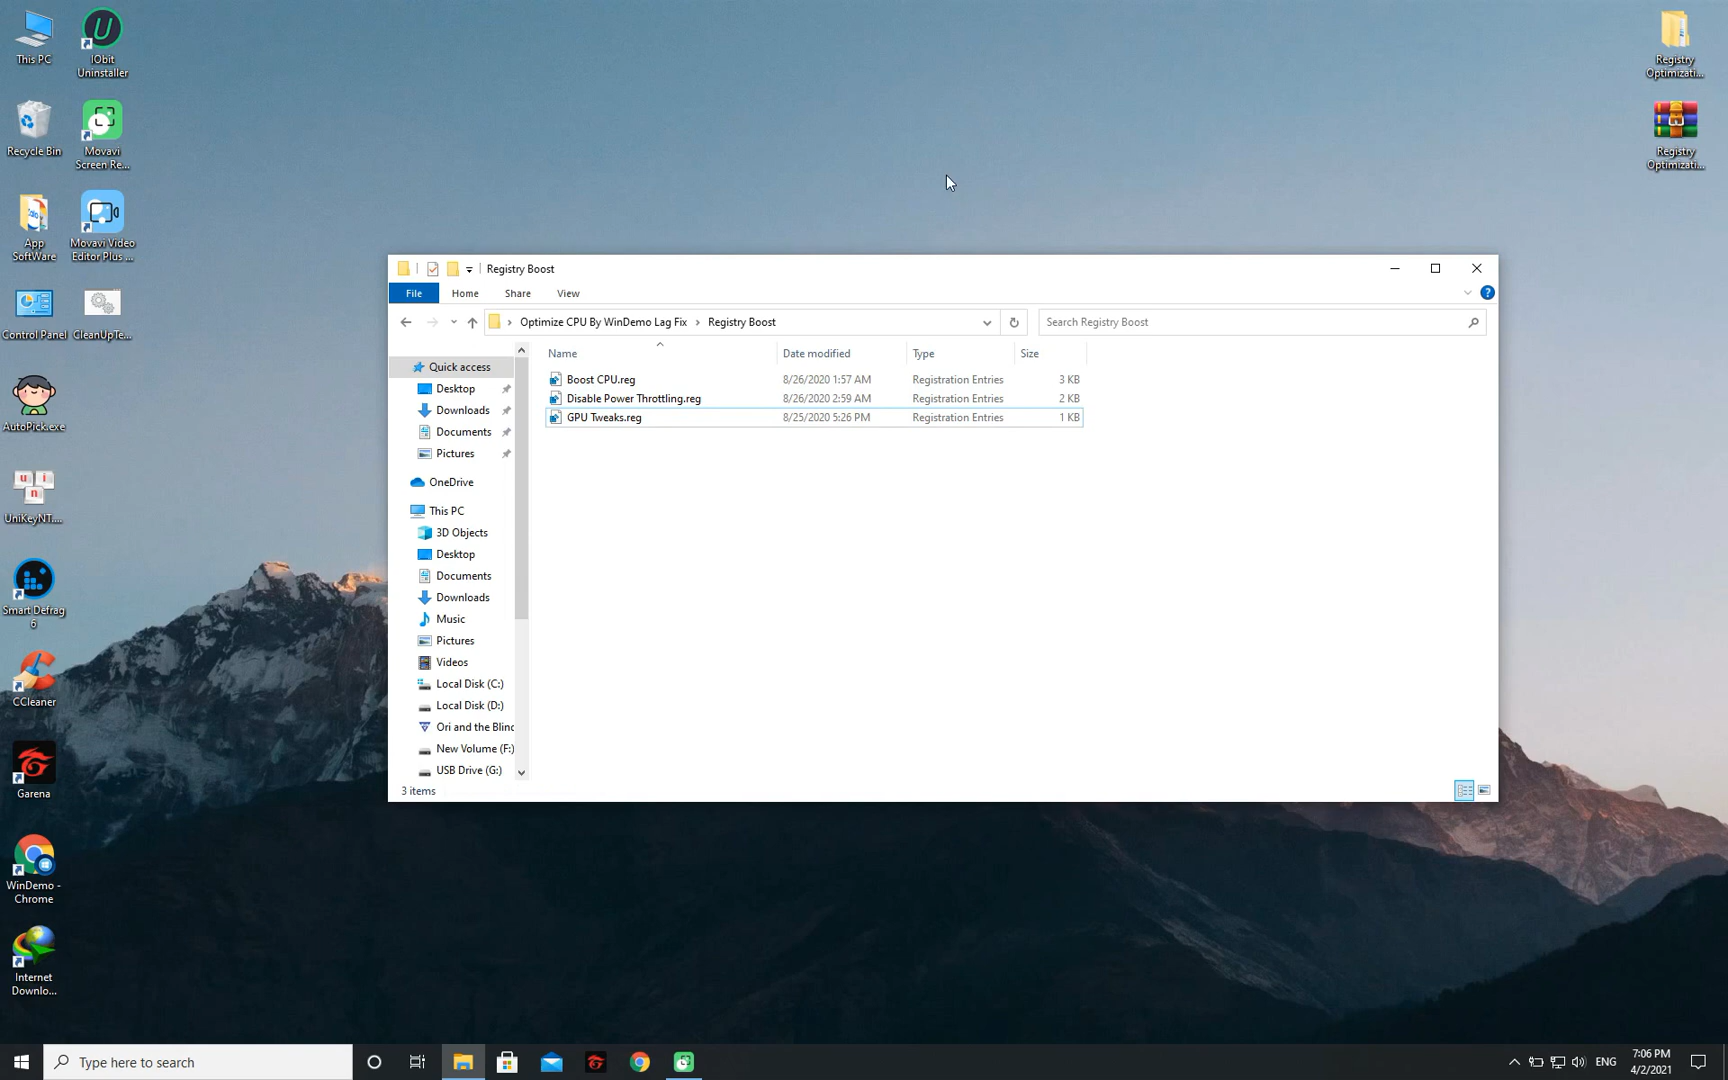 This PC
IObit
Uninstaller
Recycle Bin
Movavi
Screen Re...
App
SoftWare
Movavi Video
Editor Plus ...
Control Panel
CleanUpTe...
AutoPick.exe
UniKeyNT....
Smart Defrag
6
CCleaner
Garena
WinDemo -
Chrome
Internet
Downlo...
Registry
Optimizati...
Registry
Optimizati...
Registry Boost
File
Home
Share
View
Optimize CPU By WinDemo Lag Fix
Registry Boost
Search Registry Boost
Name
Date modified
Type
Size
Boost CPU.reg
8/26/2020 1:57 AM
Registration Entries
3 KB
Disable Power Throttling.reg
8/26/2020 2:59 AM
Registration Entries
2 KB
GPU Tweaks.reg
8/25/2020 5:26 PM
Registration Entries
1 KB
Quick access
Desktop
Downloads
Documents
Pictures
OneDrive
This PC
3D Objects
Desktop
Documents
Downloads
Music
Pictures
Videos
Local Disk (C:)
Local Disk (D:)
Ori and the Blind
New Volume (F:)
USB Drive (G:)
3 items
Type here to search
ENG
7:06 PM
4/2/2021